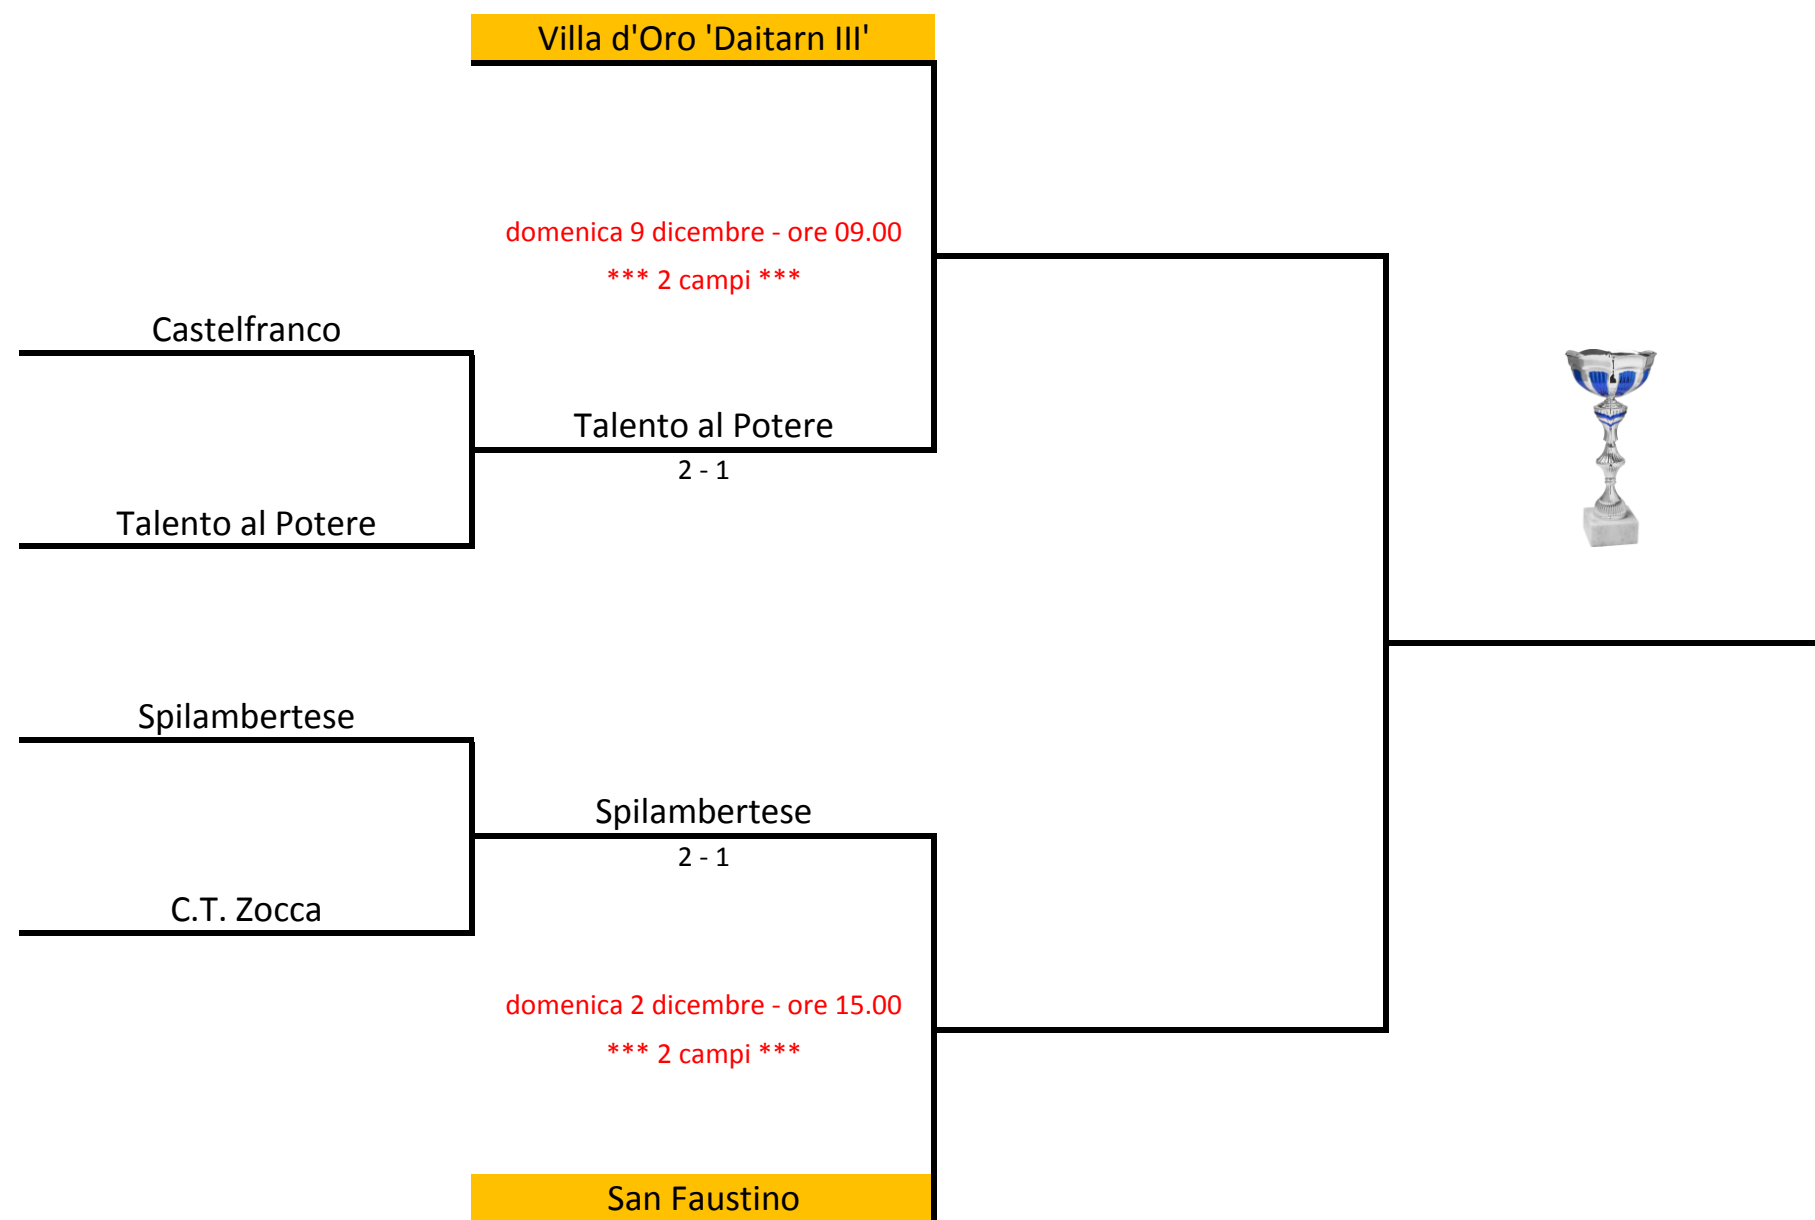 Villa d'Oro 'Daitarn III'
domenica 9 dicembre - ore 09.00
*** 2 campi ***
Castelfranco
Talento al Potere
2 - 1
Talento al Potere
Spilambertese
Spilambertese
2 - 1
C.T. Zocca
domenica 2 dicembre - ore 15.00
*** 2 campi ***
San Faustino